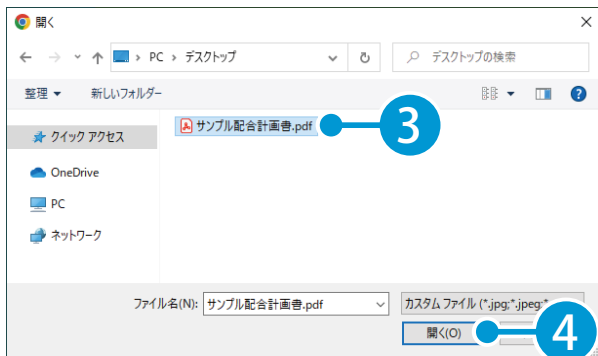 開く
PC > デスクトップ
デスクトップの検索
整理 新しいフォルダー
クイック アクセス
サンプル配合計画書.pdf
3
OneDrive
PC
ネットワーク
ファイル名(N): サンプル配合計画書.pdf
カスタム ファイル (*.jpg;*.jpeg;*.
開く(O)
4